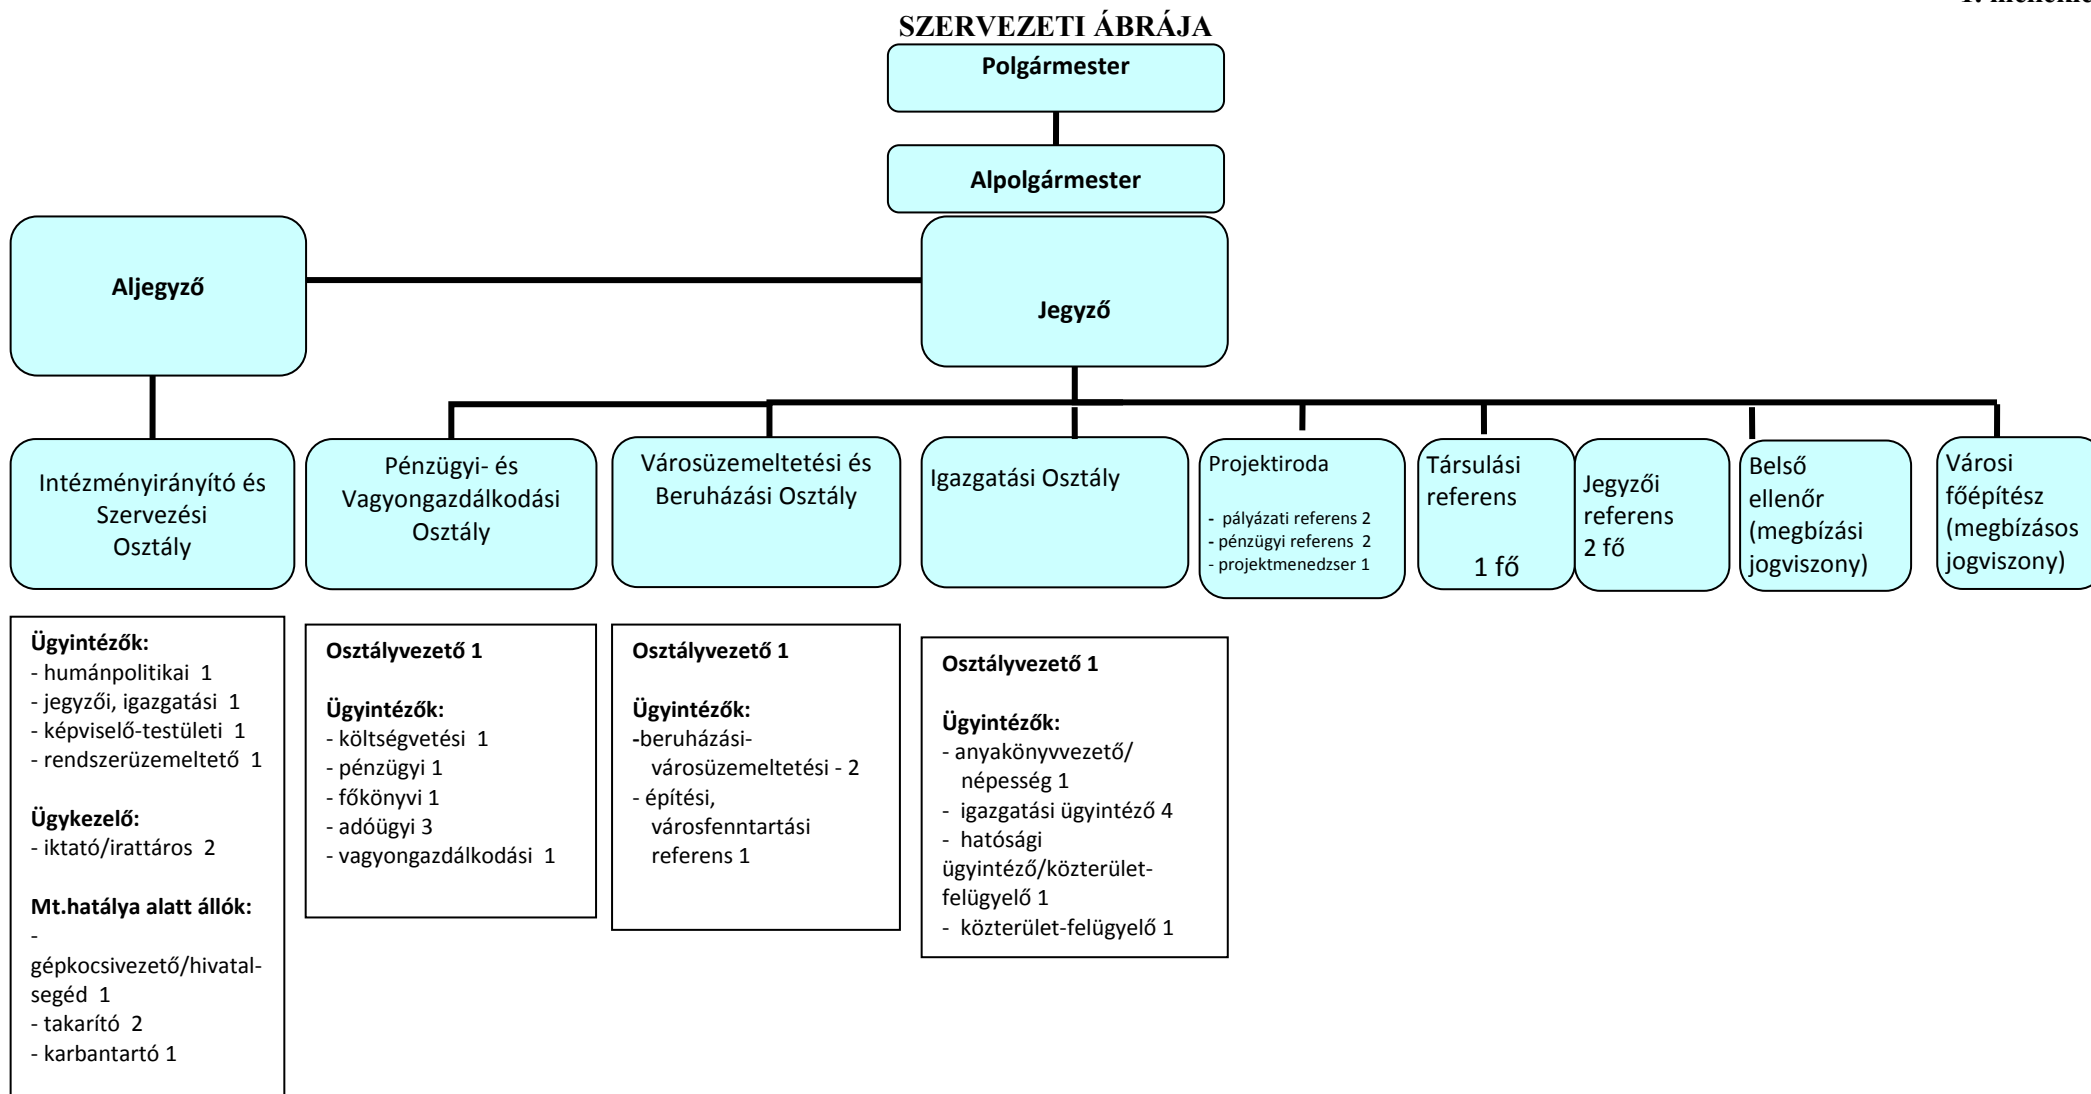 SZERVEZETI ÁBRÁJA
Polgármester
Alpolgármester
Aljegyző
Jegyző
Intézményirányító és
Szervezési
Osztály
Pénzügyi- és
Vagyongazdálkodási
Osztály
Városüzemeltetési és
Beruházási Osztály
Igazgatási Osztály
Projektiroda
- pályázati referens 2
- pénzügyi referens 2
- projektmenedzser 1
Társulási
referens
1 fő
Jegyzői
referens
2 fő
Belső
ellenőr
(megbízási
jogviszony)
Városi
főépítész
(megbízásos
jogviszony)
Ügyintézők:
- humánpolitikai 1
- jegyzői, igazgatási 1
- képviselő-testületi 1
- rendszerüzemeltető 1
Ügykezelő:
- iktató/irattáros 2
Mt.hatálya alatt állók:
-
gépkocsivezető/hivatal-
segéd 1
- takarító 2
- karbantartó 1
Osztályvezető 1
Ügyintézők:
- költségvetési 1
- pénzügyi 1
- főkönyvi 1
- adóügyi 3
- vagyongazdálkodási 1
Osztályvezető 1
Ügyintézők:
-beruházási-
városüzemeltetési - 2
- építési,
városfenntartási
referens 1
Osztályvezető 1
Ügyintézők:
- anyakönyvvezető/
népesség 1
- igazgatási ügyintéző 4
- hatósági
ügyintéző/közterület-
felügyelő 1
- közterület-felügyelő 1